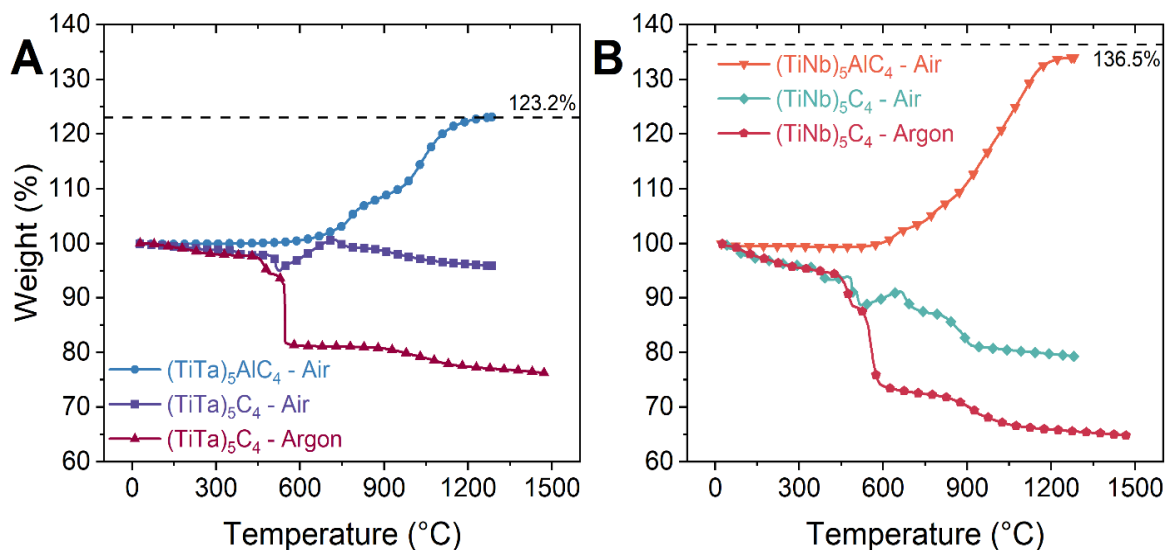 A
Weight (%)
140
130
120
110
100
90
80
70
60
123.2%
(TiTa)₅AlC₄ - Air
(TiTa)₅C₄ - Air
(TiTa)₅C₄ - Argon
0 300 600 900 1200 1500
Temperature (°C)
B
140
130
120
110
100
90
80
70
60
136.5%
(TiNb)₅AlC₄ - Air
(TiNb)₅C₄ - Air
(TiNb)₅C₄ - Argon
0 300 600 900 1200 1500
Temperature (°C)